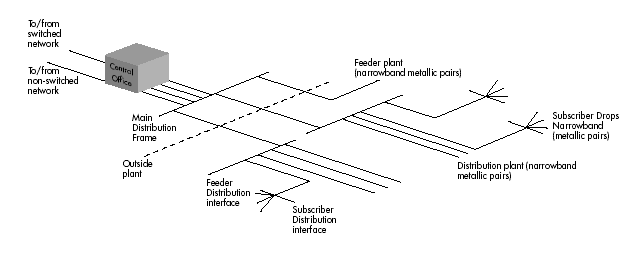 To/from
switched
network
To/from
non-switched
network
Central
Office
Main
Distribution
Frame
Outside
plant
Feeder plant
(narrowband metallic pairs)
Subscriber Drops
Narrowband
(metallic pairs)
Distribution plant (narrowband
metallic pairs)
Feeder
Distribution
interface
Subscriber
Distribution
interface